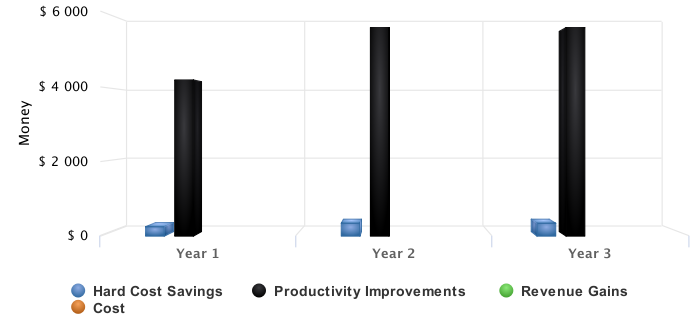 $ 6 000
$ 4 000
$ 2 000
$ 0
Money
Year 1 Year 2 Year 3
Hard Cost Savings Productivity Improvements Revenue Gains
Cost